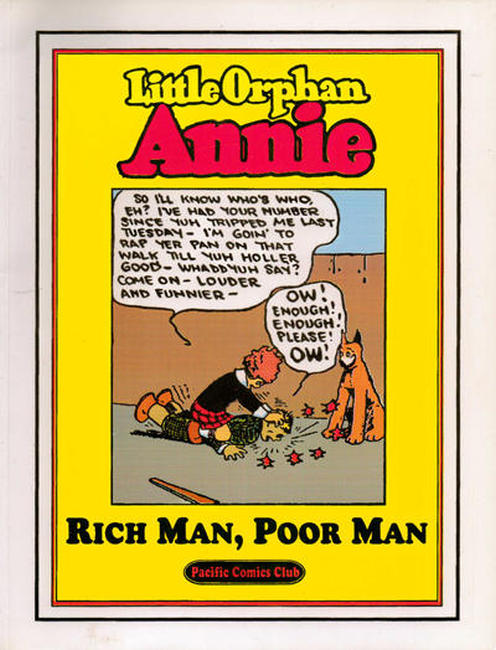 Little Orphan
Annie
SO I'LL KNOW WHO'S WHO,
EH? I'VE HAD YOUR NUMBER
SINCE YUH TRIPPED ME LAST
TUESDAY - I'M GOIN' TO
RAP YER PAN ON THAT
WALK TILL YUH HOLLER
GOOD - WHADDYUH SAY?
COME ON - LOUDER
AND FUNNIER -
OW!
ENOUGH!
ENOUGH!
PLEASE!
OW!
RICH MAN, POOR MAN
Pacific Comics Club